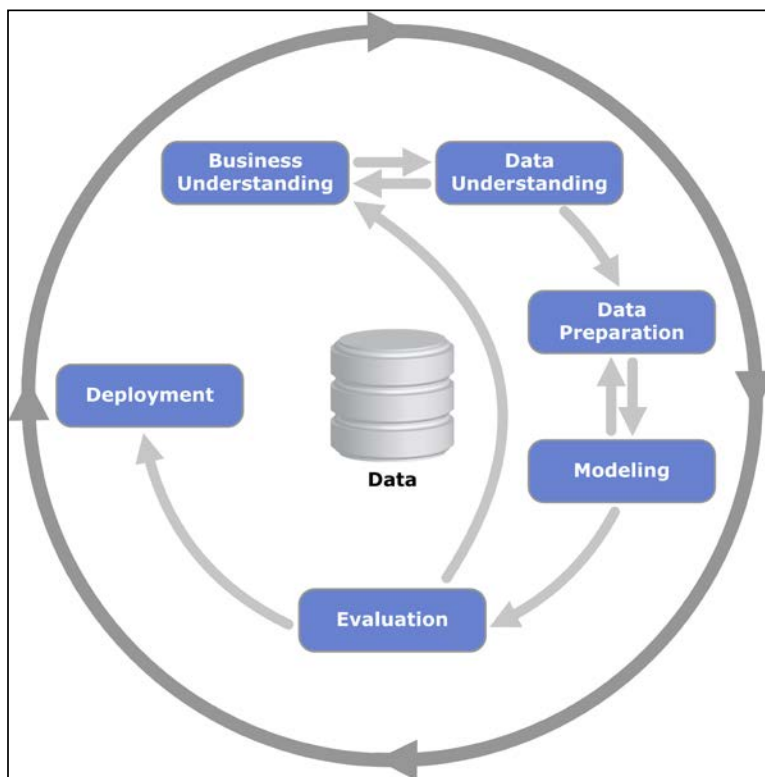 Business
Understanding
Data
Understanding
Data
Preparation
Deployment
Modeling
Data
Evaluation